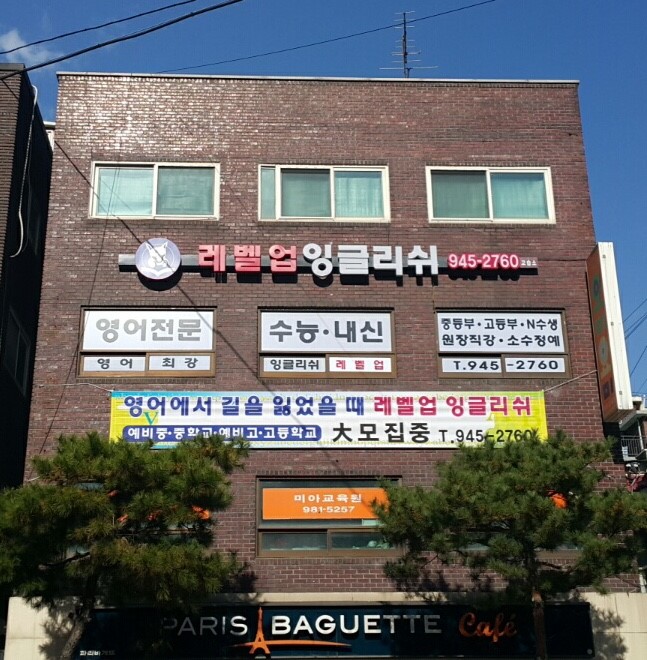 레벨업잉글리쉬 945-2760
영어전문
영어 최강
수능·내신
잉글리쉬 레벨업
중등부·고등부·N수생
원장직강·소수정예
T.945-2760
영어에서 길을 잃었을 때 레벨업 잉글리쉬
예비중·중학교·예비고·고등학교 大모집중 T.945-2760
미아교육원
981-5257
PARIS BAGUETTE Café